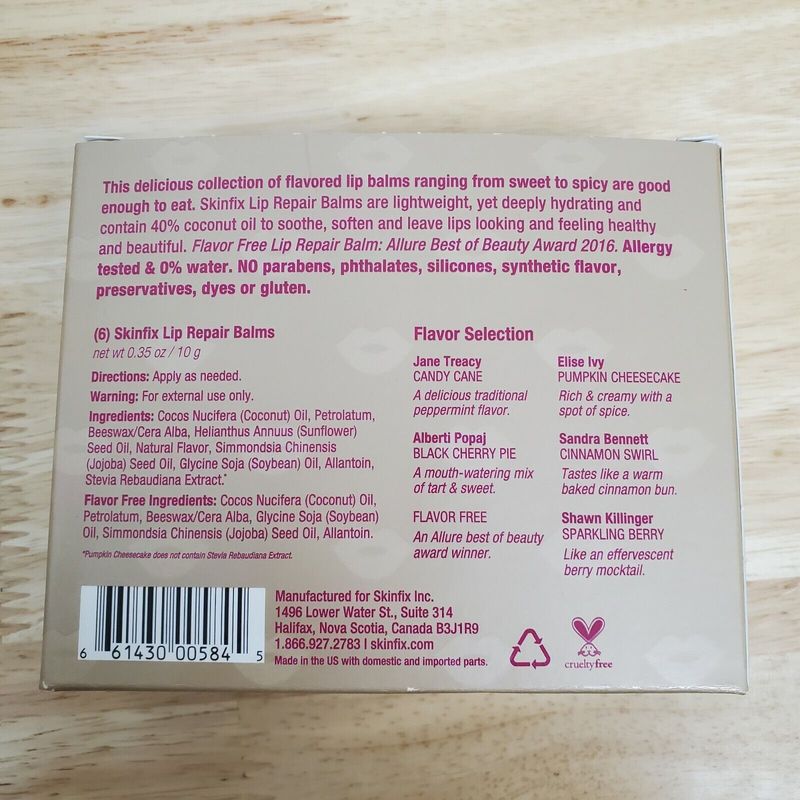 This delicious collection of flavored lip balms ranging from sweet to spicy are good
enough to eat. Skinfix Lip Repair Balms are lightweight, yet deeply hydrating and
contain 40% coconut oil to soothe, soften and leave lips looking and feeling healthy
and beautiful. Flavor Free Lip Repair Balm: Allure Best of Beauty Award 2016. Allergy
tested & 0% water. NO parabens, phthalates, silicones, synthetic flavor,
preservatives, dyes or gluten.
(6) Skinfix Lip Repair Balms
net wt 0.35 oz / 10 g
Directions: Apply as needed.
Warning: For external use only.
Ingredients: Cocos Nucifera (Coconut) Oil, Petrolatum,
Beeswax/Cera Alba, Helianthus Annuus (Sunflower)
Seed Oil, Natural Flavor, Simmondsia Chinensis
(Jojoba) Seed Oil, Glycine Soja (Soybean) Oil, Allantoin,
Stevia Rebaudiana Extract.*
Flavor Free Ingredients: Cocos Nucifera (Coconut) Oil,
Petrolatum, Beeswax/Cera Alba, Glycine Soja (Soybean)
Oil, Simmondsia Chinensis (Jojoba) Seed Oil, Allantoin.
*Pumpkin Cheesecake does not contain Stevia Rebaudiana Extract.
Flavor Selection
Jane Treacy
CANDY CANE
A delicious traditional
peppermint flavor.
Alberti Popaj
BLACK CHERRY PIE
A mouth-watering mix
of tart & sweet.
FLAVOR FREE
An Allure best of beauty
award winner.
Elise Ivy
PUMPKIN CHEESECAKE
Rich & creamy with a
spot of spice.
Sandra Bennett
CINNAMON SWIRL
Tastes like a warm
baked cinnamon bun.
Shawn Killinger
SPARKLING BERRY
Like an effervescent
berry mocktail.
6 61430 00584 5
Manufactured for Skinfix Inc.
1496 Lower Water St., Suite 314
Halifax, Nova Scotia, Canada B3J1R9
1.866.927.2783 | skinfix.com
Made in the US with domestic and imported parts.
crueltyfree